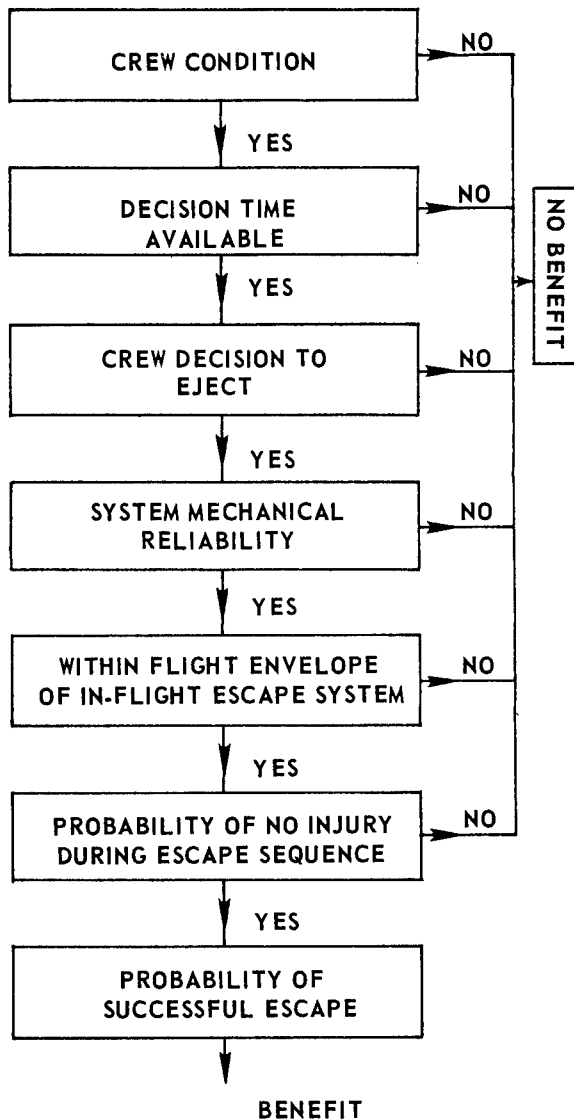 CREW CONDITION
NO
YES
DECISION TIME
AVAILABLE
NO
NO BENEFIT
YES
CREW DECISION TO
EJECT
NO
YES
SYSTEM MECHANICAL
RELIABILITY
NO
YES
WITHIN FLIGHT ENVELOPE
OF IN-FLIGHT ESCAPE SYSTEM
NO
YES
PROBABILITY OF NO INJURY
DURING ESCAPE SEQUENCE
NO
YES
PROBABILITY OF
SUCCESSFUL ESCAPE
BENEFIT